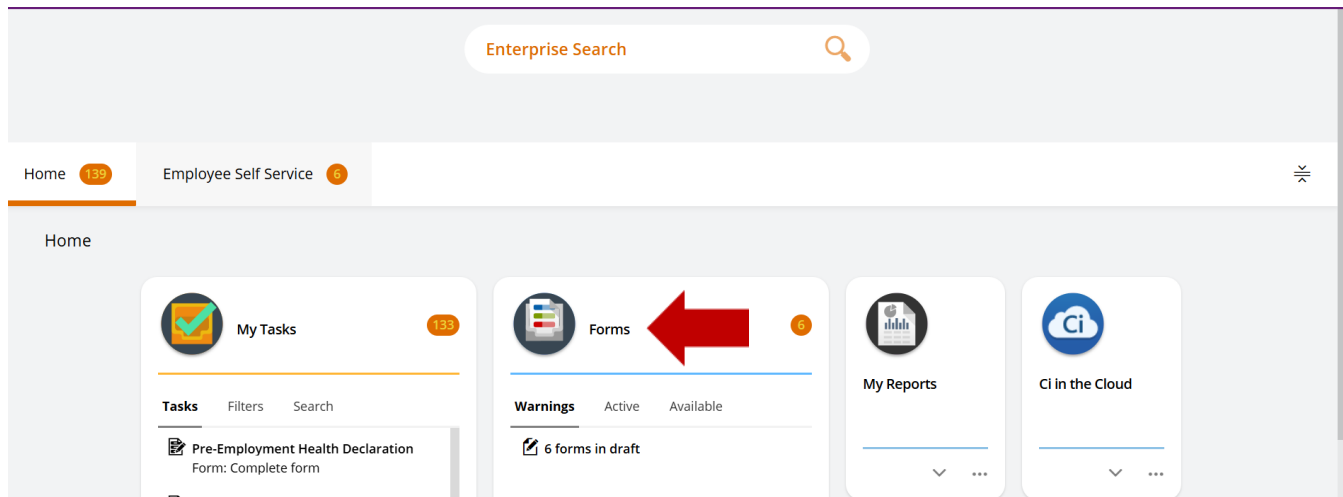 Enterprise Search
Home 139 Employee Self Service 6
Home
My Tasks 133
Tasks Filters Search
Pre-Employment Health Declaration
Form: Complete form
Forms 6
Warnings Active Available
6 forms in draft
My Reports
Ci
Ci in the Cloud